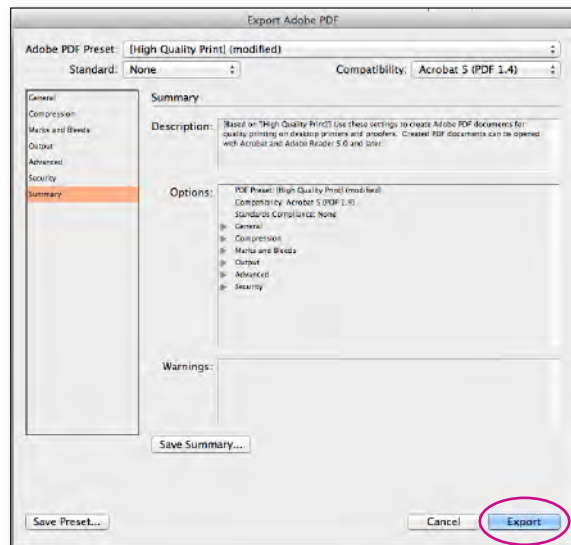 Export Adobe PDF
Adobe PDF Preset: [High Quality Print] (modified)
Standard: None Compatibility: Acrobat 5 (PDF 1.4)
General
Compression
Marks and Bleeds
Output
Advanced
Security
Summary
Summary
Description: [Based on "[High Quality Print]"] Use these settings to create Adobe PDF documents for
quality printing on desktop printers and proofers. Created PDF documents can be opened
with Acrobat and Adobe Reader 5.0 and later.
Options: PDF Preset: [High Quality Print] (modified)
Compatibility: Acrobat 5 (PDF 1.4)
Standards Compliance: None
General
Compression
Marks and Bleeds
Output
Advanced
Security
Warnings:
Save Summary...
Save Preset... Cancel Export